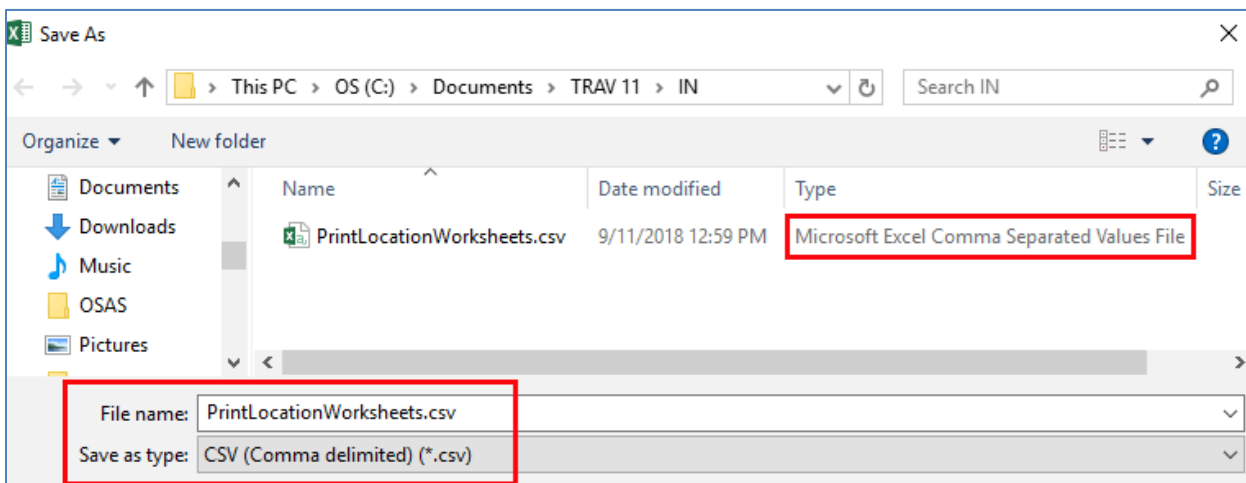 Save As
This PC > OS (C:) > Documents > TRAV 11 > IN
Search IN
Organize
New folder
Documents
Downloads
Music
OSAS
Pictures
Name
Date modified
Type
Size
PrintLocationWorksheets.csv
9/11/2018 12:59 PM
Microsoft Excel Comma Separated Values File
File name: PrintLocationWorksheets.csv
Save as type: CSV (Comma delimited) (*.csv)